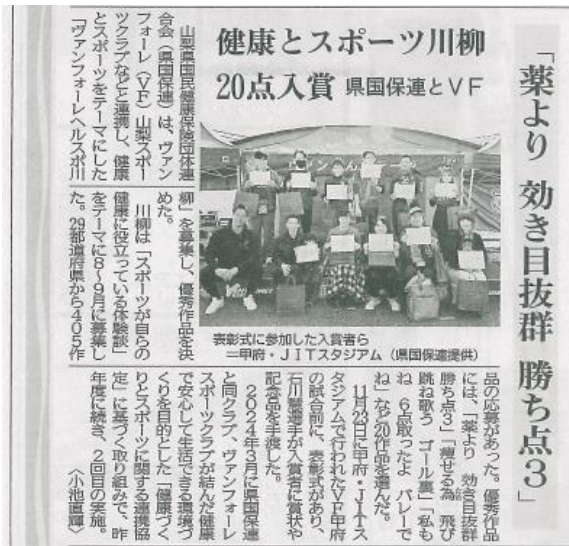 「薬より 効き目抜群 勝ち点3」
健康とスポーツ川柳
20点入賞 県国保連とVF
山梨県国民健康保険団体連
合会(県国保連)は、ヴァン
フォーレ(VF)山梨スポー
ツクラブなどと連携し、健康
とスポーツをテーマにした
「ヴァンフォーレヘルスポ川
柳」を募集し、優秀作品を決
めた。
川柳は「スポーツが自らの
健康に役立っている体験談」
をテーマに8~9月に募集し
た。29都道府県から405作
品の応募があった。優秀作品
には、「薬より 効き目抜群
勝ち点3」「痩せる為 飛び
跳ね歌う ゴール裏」「私も
ね 6点取ったよ バレーで
ね」など20作品を選んだ。
11月23日に甲府・JITス
タジアムで行われたVF甲府
の試合前に、表彰式があり、
石川慧選手が入賞者に賞状や
記念品を手渡した。
2024年3月に県国保連
と同クラブ、ヴァンフォーレ
スポーツクラブが結んだ健康
で安心して生活できる環境づ
くりを目的とした「健康づく
りとスポーツに関する連携協
定」に基づく取り組みで、昨
年度に続き、2回目の実施。
〈小池直輝〉
表彰式に参加した入賞者ら
=甲府・JITスタジアム(県国保連提供)